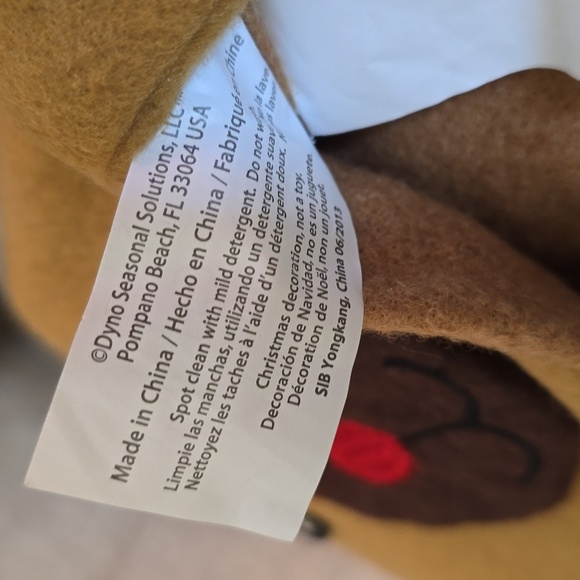 ©Dyno Seasonal Solutions, LLC
Pompano Beach, FL 33064 USA
Made in China / Hecho en China / Fabriqué en Chine
Spot clean with mild detergent. Do not
Limpie las manchas, utilizando un detergente suave.
Nettoyez les taches à l'aide d'un détergent doux.
Christmas decoration, not a toy.
Decoración de Navidad, no es un juguete.
Décoration de Noël, non un jouet.
SIB Yongkang, China 06/2013